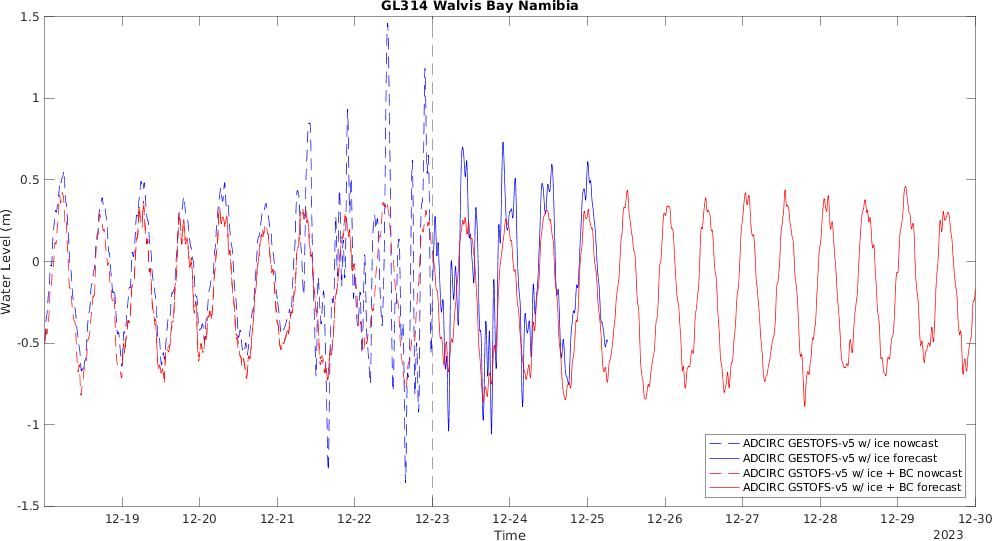 GL314 Walvis Bay Namibia
1.5
1
0.5
0
-0.5
-1
-1.5
Water Level (m)
ADCIRC GESTOFS-v5 w/ ice nowcast
ADCIRC GESTOFS-v5 w/ ice forecast
ADCIRC GSTOFS-v5 w/ ice + BC nowcast
ADCIRC GSTOFS-v5 w/ ice + BC forecast
12-19 12-20 12-21 12-22 12-23 12-24 12-25 12-26 12-27 12-28 12-29 12-30
Time
2023